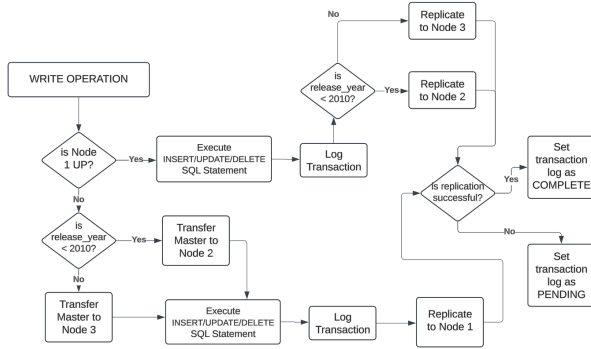 WRITE OPERATION
is Node
1 UP?
Yes
Execute
INSERT/UPDATE/DELETE
SQL Statement
Log
Transaction
is
release_year
< 2010?
No
Replicate
to Node 3
Yes
Replicate
to Node 2
is replication
successful?
Yes
Set
transaction
log as
COMPLETE
No
Set
transaction
log as
PENDING
No
is
release_year
< 2010?
Yes
Transfer
Master to
Node 2
No
Transfer
Master to
Node 3
Execute
INSERT/UPDATE/DELETE
SQL Statement
Log
Transaction
Replicate
to Node 1